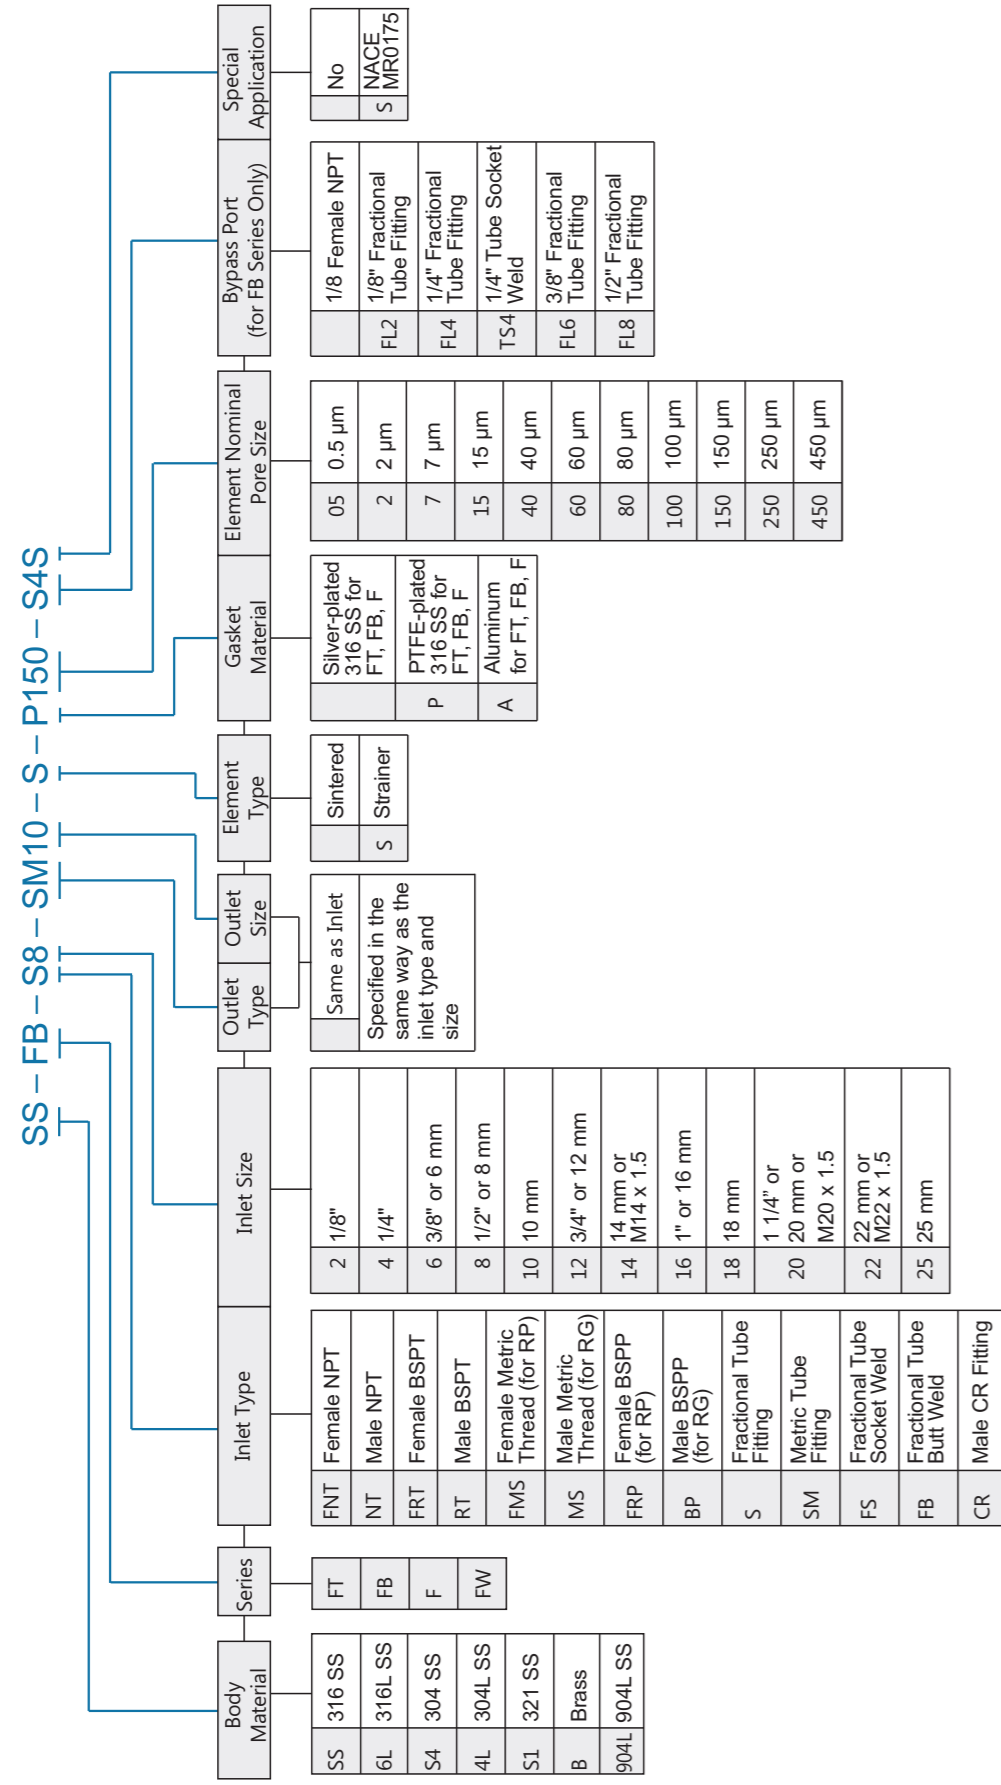 SS – FB – S8 – SM10 – S – P150 – S4S
Body
Material
SS 316 SS
6L 316L SS
S4 304 SS
4L 304L SS
S1 321 SS
B Brass
904L 904L SS
Series
FT
FB
F
FW
Inlet Type
FNT Female NPT
NT Male NPT
FRT Female BSPT
RT Male BSPT
FMS Female Metric
Thread (for RP)
MS Male Metric
Thread (for RG)
FRP Female BSPP
(for RP)
BP Male BSPP
(for RG)
S Fractional Tube
Fitting
SM Metric Tube
Fitting
FS Fractional Tube
Socket Weld
FB Fractional Tube
Butt Weld
CR Male CR Fitting
Inlet Size
2 1/8"
4 1/4"
6 3/8" or 6 mm
8 1/2" or 8 mm
10 10 mm
12 3/4" or 12 mm
14 14 mm or
M14 x 1.5
16 1" or 16 mm
18 18 mm
20 1 1/4” or
20 mm or
M20 x 1.5
22 22 mm or
M22 x 1.5
25 25 mm
Outlet
Type
Outlet
Size
Same as Inlet
Specified in the
same way as the
inlet type and
size
Element
Type
Sintered
S Strainer
Gasket
Material
Silver-plated
316 SS for
FT, FB, F
P PTFE-plated
316 SS for
FT, FB, F
A Aluminum
for FT, FB, F
Element Nominal
Pore Size
05 0.5 μm
2 2 μm
7 7 μm
15 15 μm
40 40 μm
60 60 μm
80 80 μm
100 100 μm
150 150 μm
250 250 μm
450 450 μm
Bypass Port
(for FB Series Only)
1/8 Female NPT
FL2 1/8" Fractional
Tube Fitting
FL4 1/4" Fractional
Tube Fitting
TS4 1/4" Tube Socket
Weld
FL6 3/8" Fractional
Tube Fitting
FL8 1/2" Fractional
Tube Fitting
Special
Application
No
S NACE
MR0175